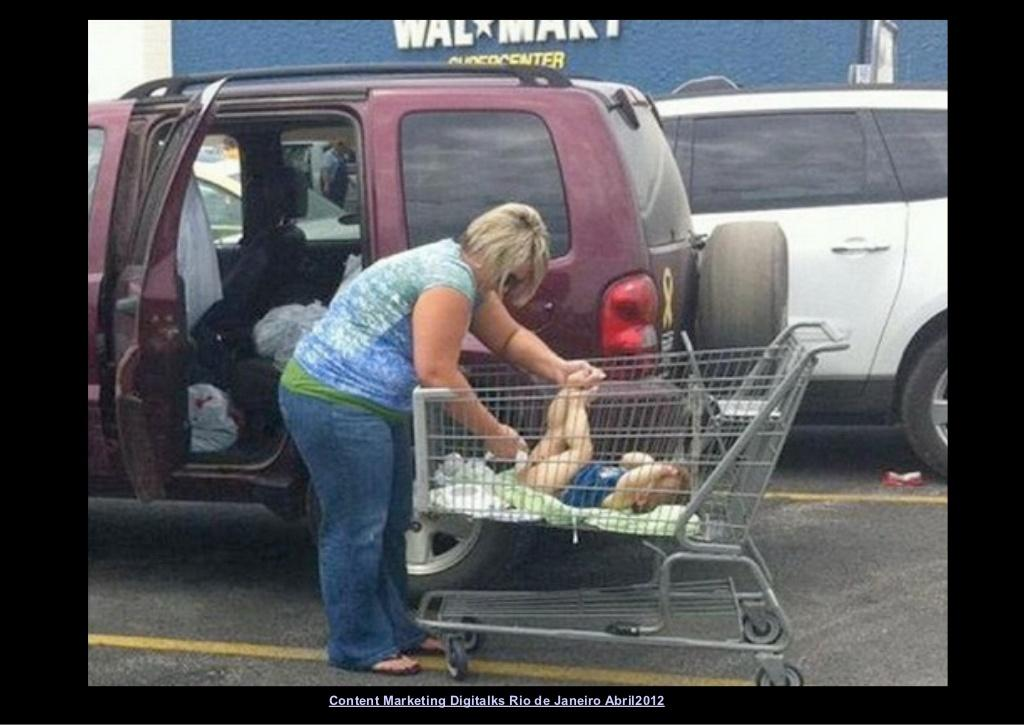 WAL★MART
SUPERCENTER
Content Marketing Digitalks Rio de Janeiro Abril2012